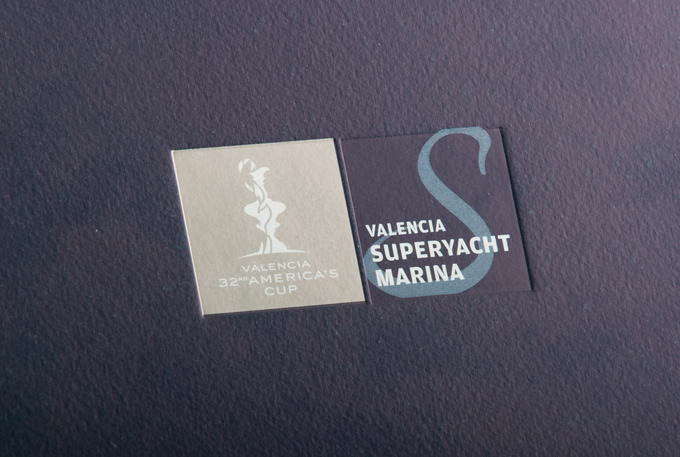 VALENCIA
32ND AMERICA'S
CUP
VALENCIA
SUPERYACHT
MARINA